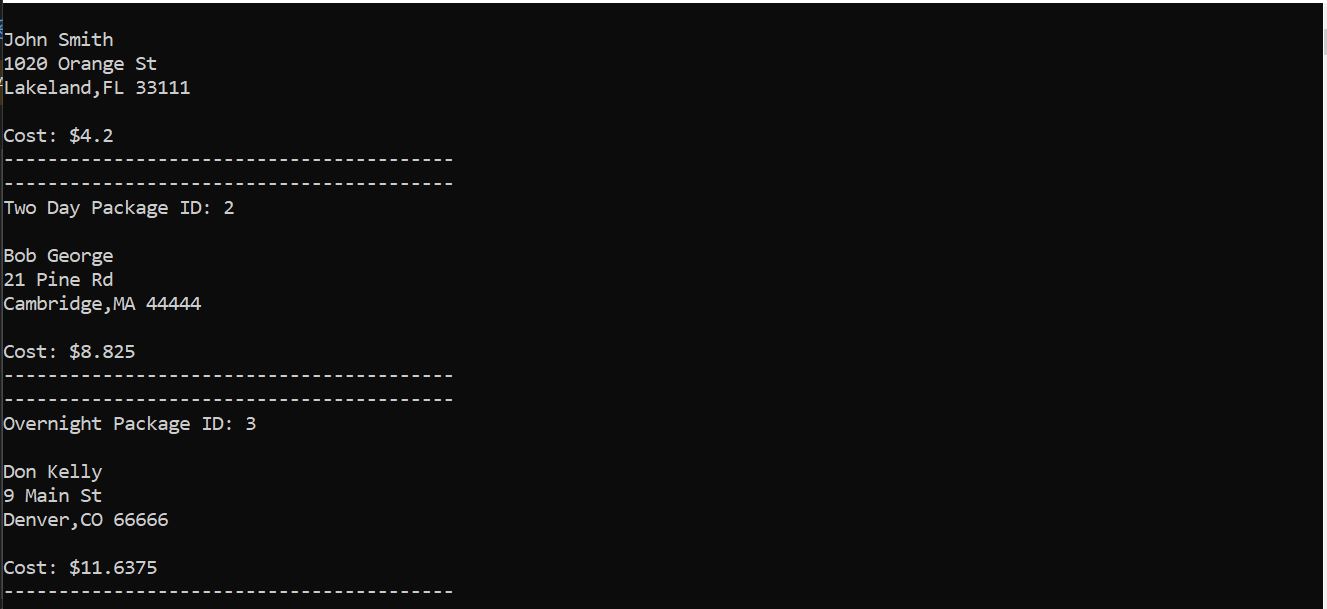 John Smith
1020 Orange St
Lakeland,FL 33111
Cost: $4.2
-----------------------------------------
-----------------------------------------
Two Day Package ID: 2
Bob George
21 Pine Rd
Cambridge,MA 44444
Cost: $8.825
-----------------------------------------
-----------------------------------------
Overnight Package ID: 3
Don Kelly
9 Main St
Denver,CO 66666
Cost: $11.6375
-----------------------------------------